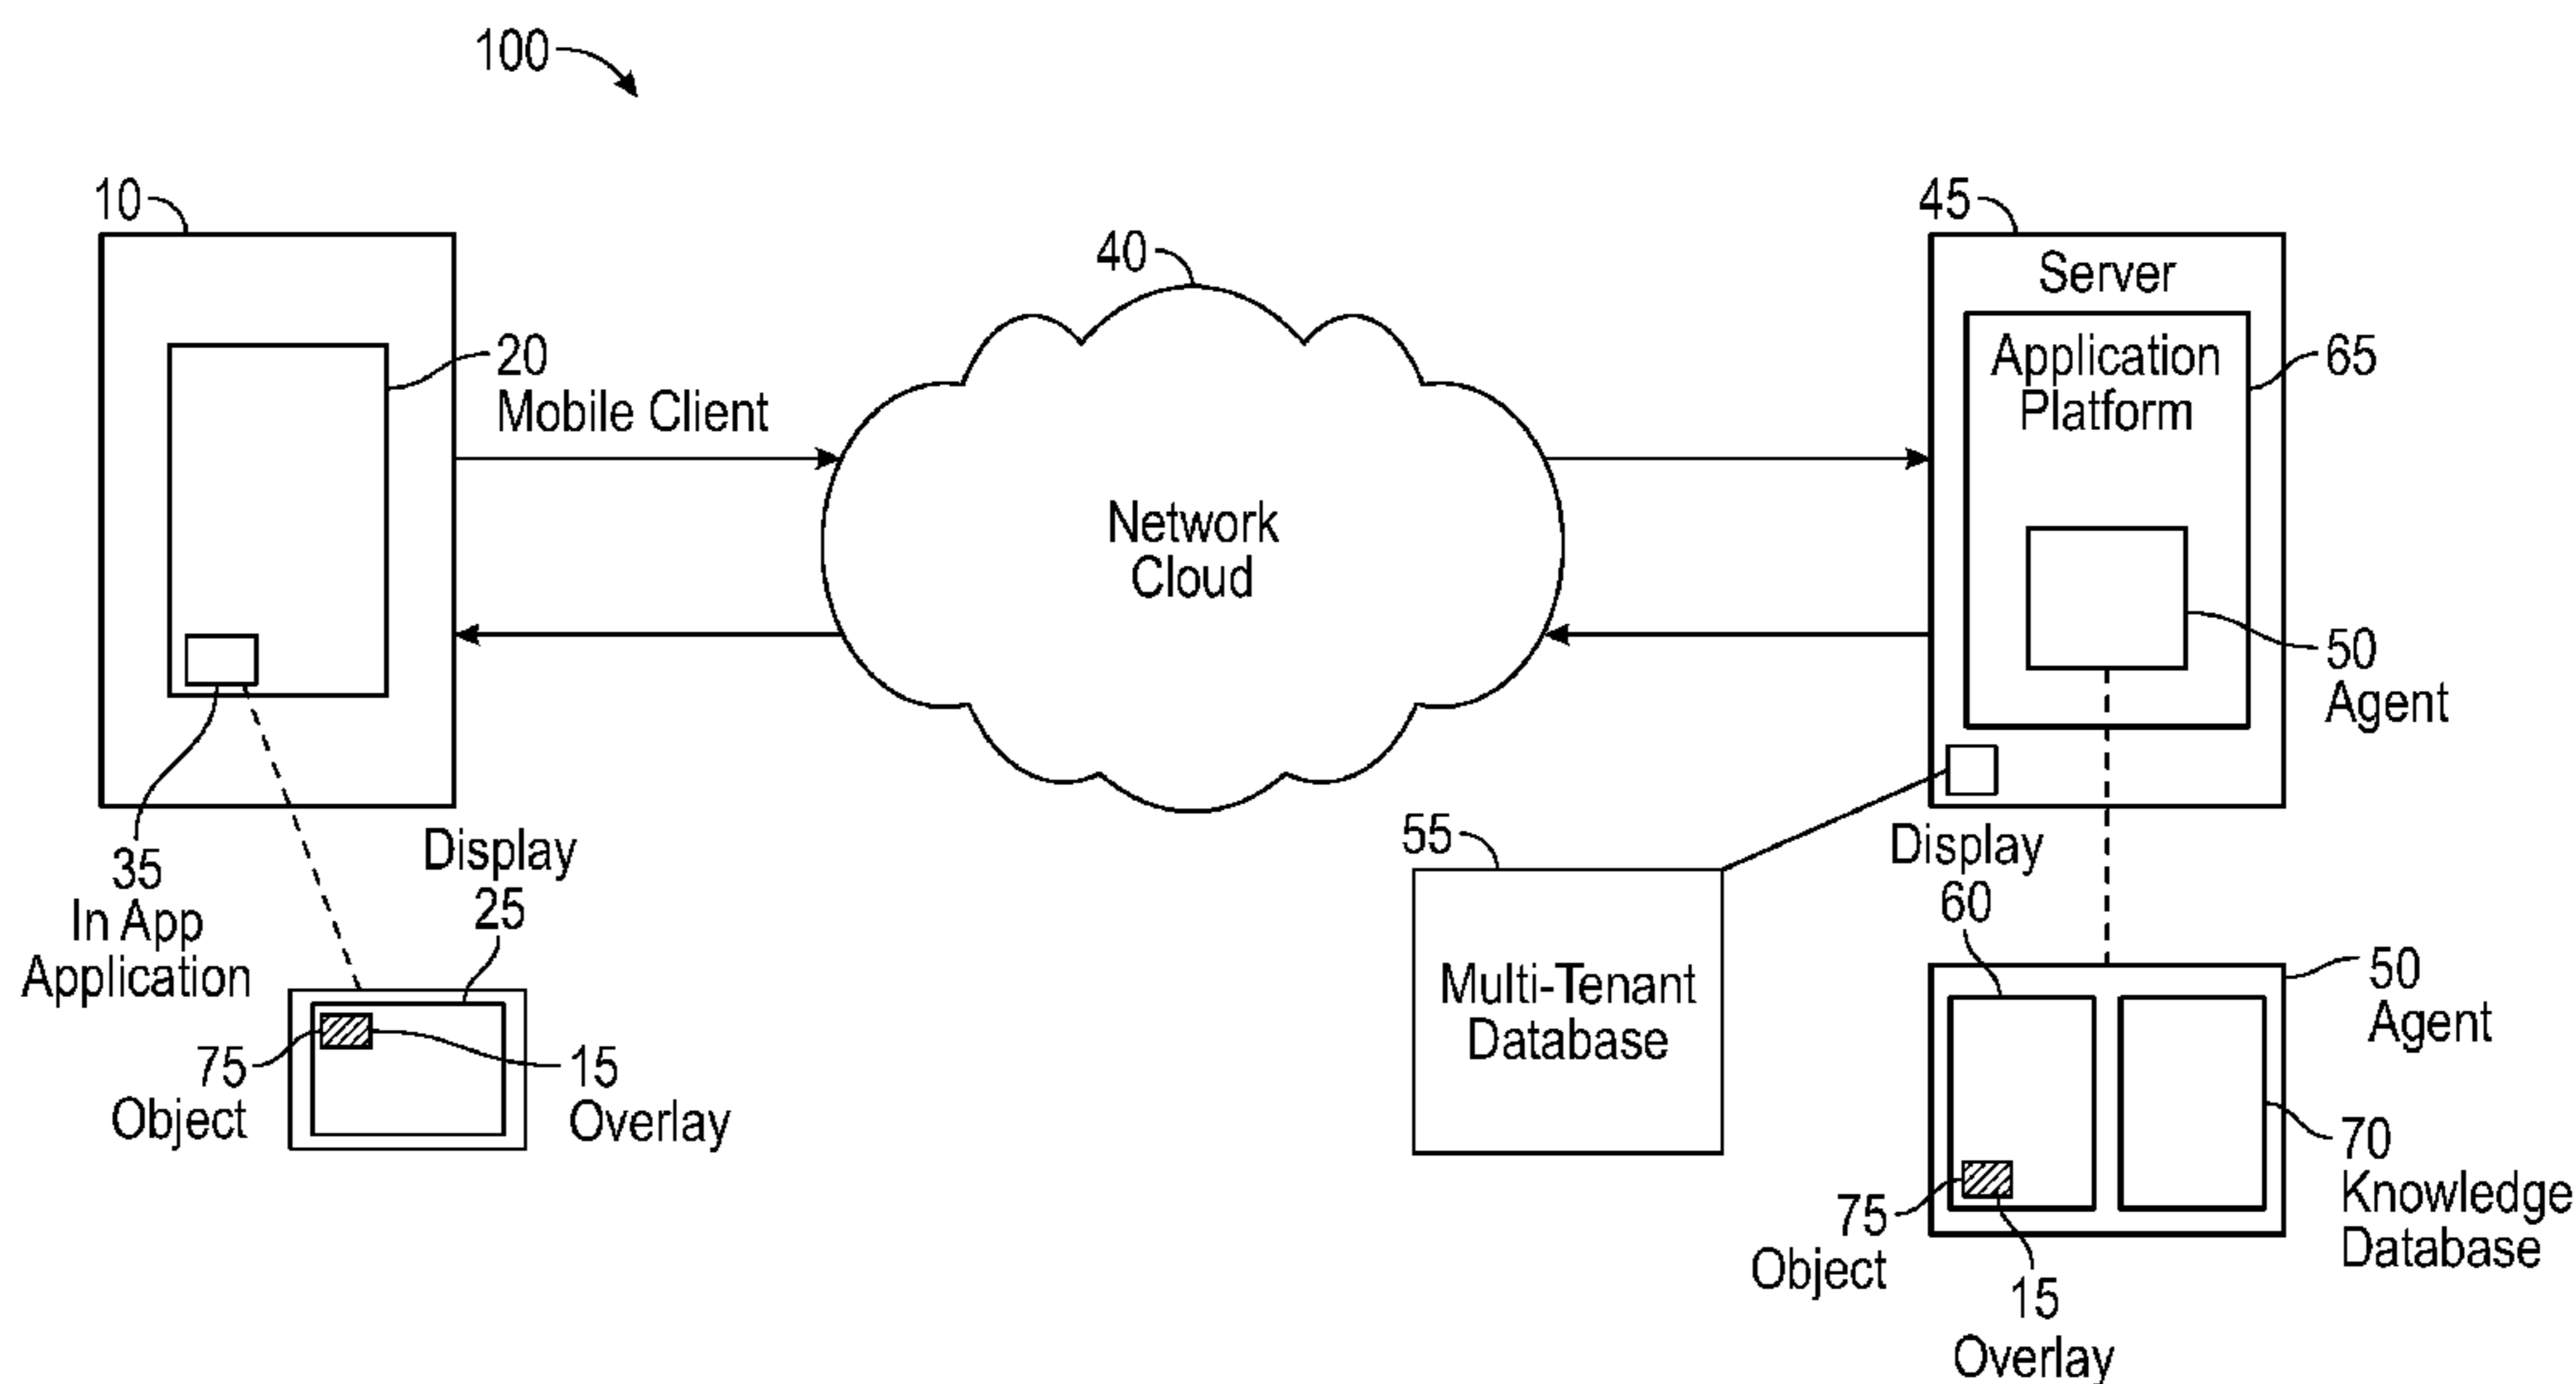 100
10
20
Mobile Client
35
In App
Application
Display
25
75
Object
15
Overlay
40
Network
Cloud
45
Server
Application
Platform
65
50
Agent
55
Multi-Tenant
Database
Display
60
50
Agent
70
Knowledge
Database
75
Object
15
Overlay